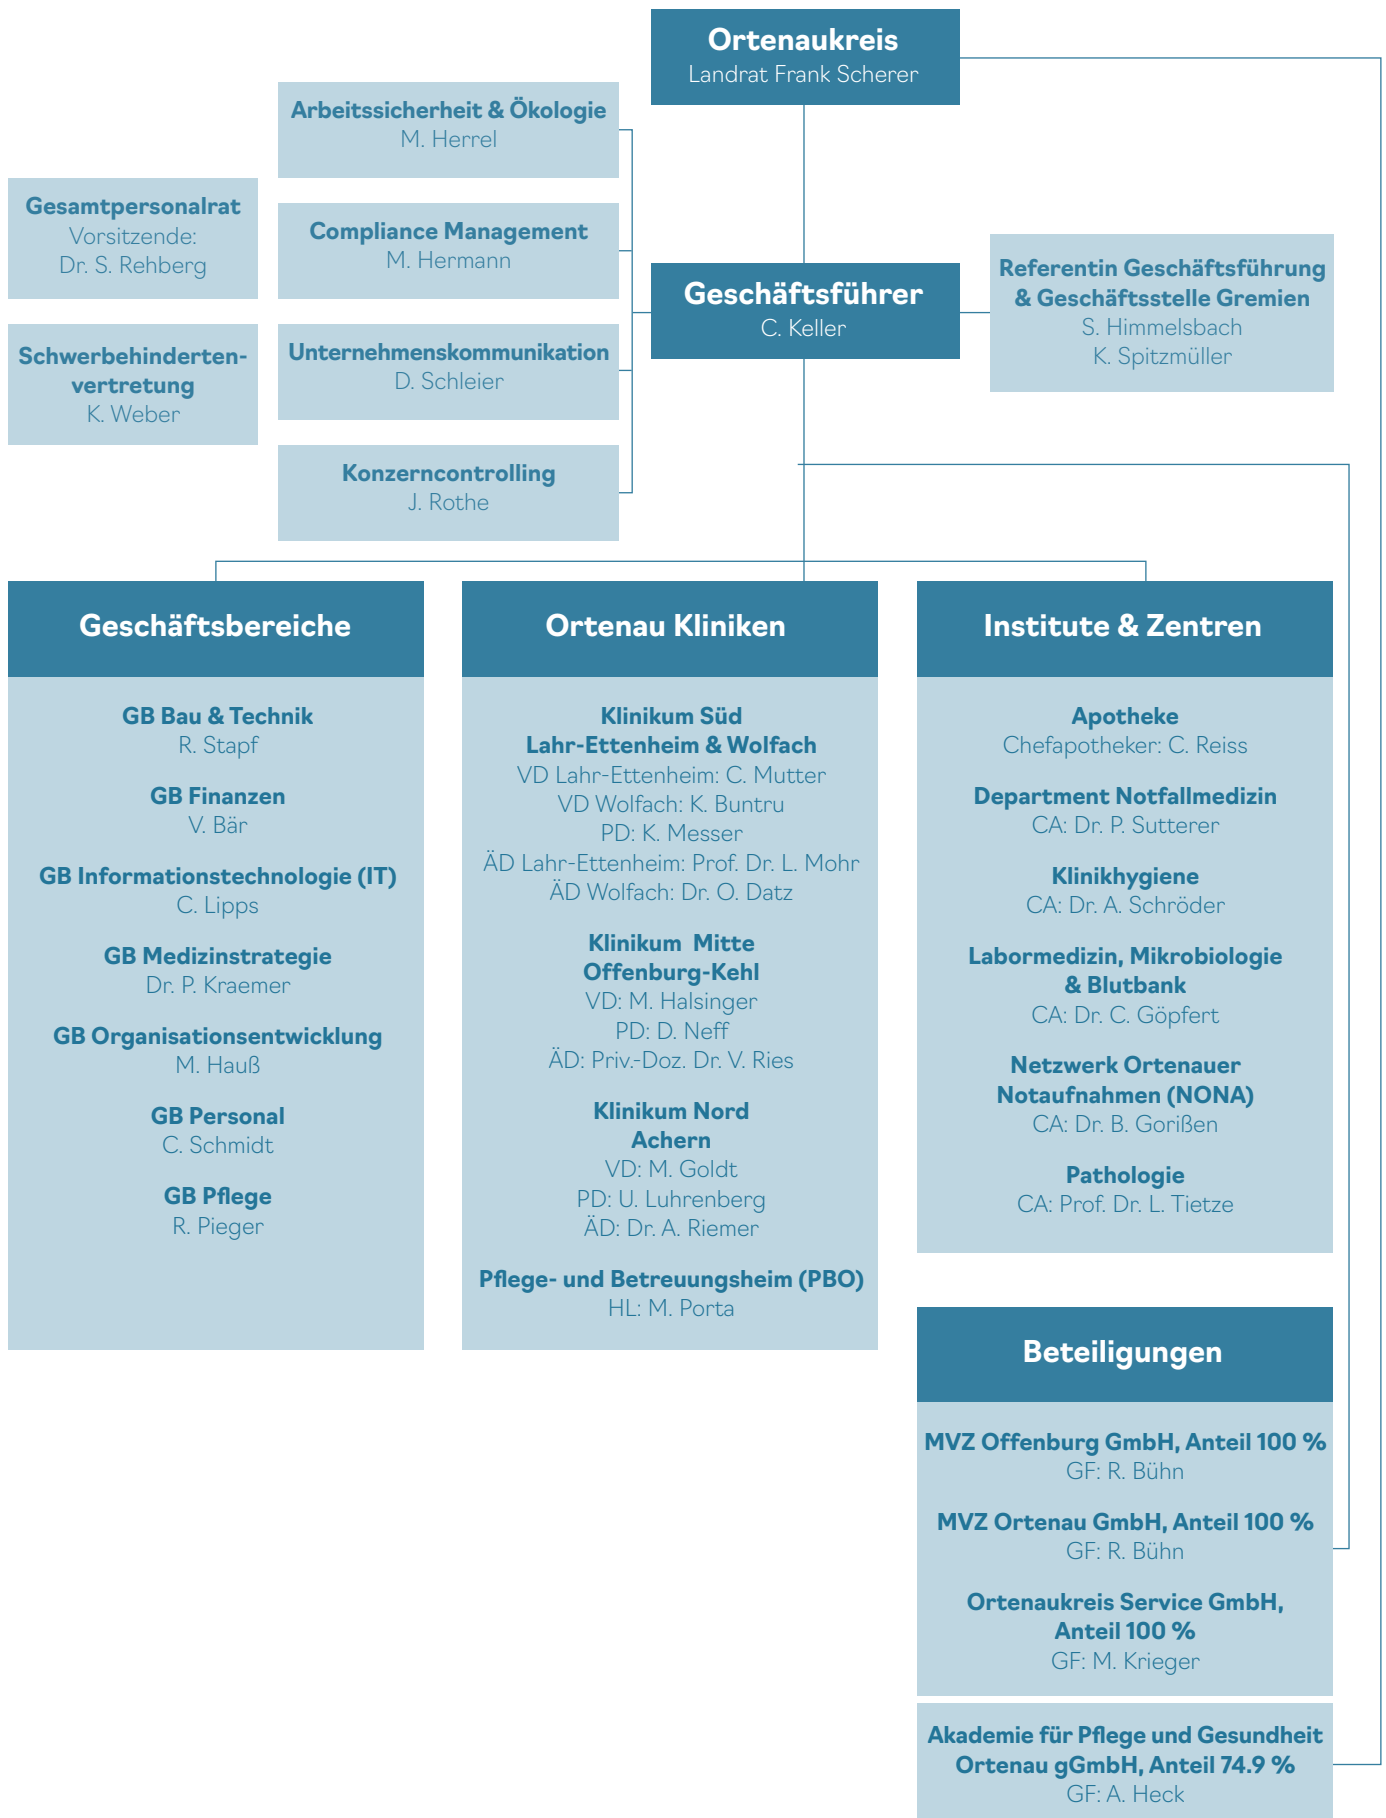 Ortenaukreis
Landrat Frank Scherer
Arbeitssicherheit & Ökologie
M. Herrel
Gesamtpersonalrat
Vorsitzende:
Dr. S. Rehberg
Compliance Management
M. Hermann
Geschäftsführer
C. Keller
Referentin Geschäftsführung
& Geschäftsstelle Gremien
S. Himmelsbach
K. Spitzmüller
Schwerbehinderten-
vertretung
K. Weber
Unternehmenskommunikation
D. Schleier
Konzerncontrolling
J. Rothe
Geschäftsbereiche
GB Bau & Technik
R. Stapf
GB Finanzen
V. Bär
GB Informationstechnologie (IT)
C. Lipps
GB Medizinstrategie
Dr. P. Kraemer
GB Organisationsentwicklung
M. Hauß
GB Personal
C. Schmidt
GB Pflege
R. Pieger
Ortenau Kliniken
Klinikum Süd
Lahr-Ettenheim & Wolfach
VD Lahr-Ettenheim: C. Mutter
VD Wolfach: K. Buntru
PD: K. Messer
ÄD Lahr-Ettenheim: Prof. Dr. L. Mohr
ÄD Wolfach: Dr. O. Datz
Klinikum Mitte
Offenburg-Kehl
VD: M. Halsinger
PD: D. Neff
ÄD: Priv.-Doz. Dr. V. Ries
Klinikum Nord
Achern
VD: M. Goldt
PD: U. Luhrenberg
ÄD: Dr. A. Riemer
Pflege- und Betreuungsheim (PBO)
HL: M. Porta
Institute & Zentren
Apotheke
Chefapotheker: C. Reiss
Department Notfallmedizin
CA: Dr. P. Sutterer
Klinikhygiene
CA: Dr. A. Schröder
Labormedizin, Mikrobiologie
& Blutbank
CA: Dr. C. Göpfert
Netzwerk Ortenauer
Notaufnahmen (NONA)
CA: Dr. B. Gorißen
Pathologie
CA: Prof. Dr. L. Tietze
Beteiligungen
MVZ Offenburg GmbH, Anteil 100 %
GF: R. Bühn
MVZ Ortenau GmbH, Anteil 100 %
GF: R. Bühn
Ortenaukreis Service GmbH,
Anteil 100 %
GF: M. Krieger
Akademie für Pflege und Gesundheit
Ortenau gGmbH, Anteil 74.9 %
GF: A. Heck